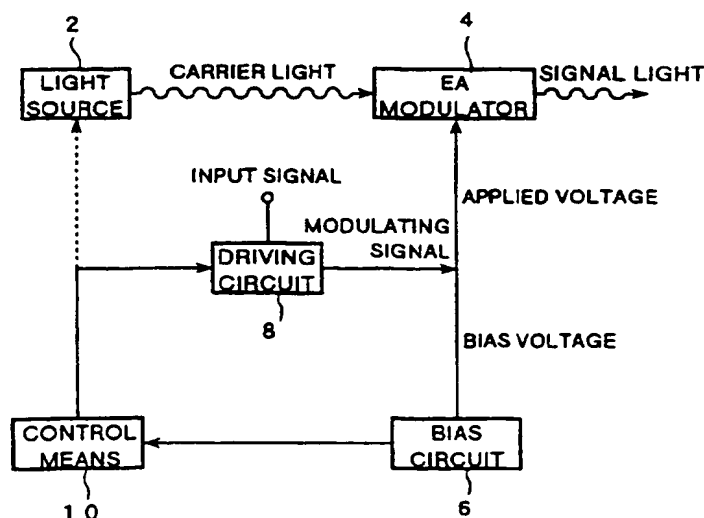 2
4
LIGHT
SOURCE
CARRIER LIGHT
EA
MODULATOR
SIGNAL LIGHT
INPUT SIGNAL
APPLIED VOLTAGE
MODULATING
SIGNAL
DRIVING
CIRCUIT
8
BIAS VOLTAGE
CONTROL
MEANS
BIAS
CIRCUIT
10
6